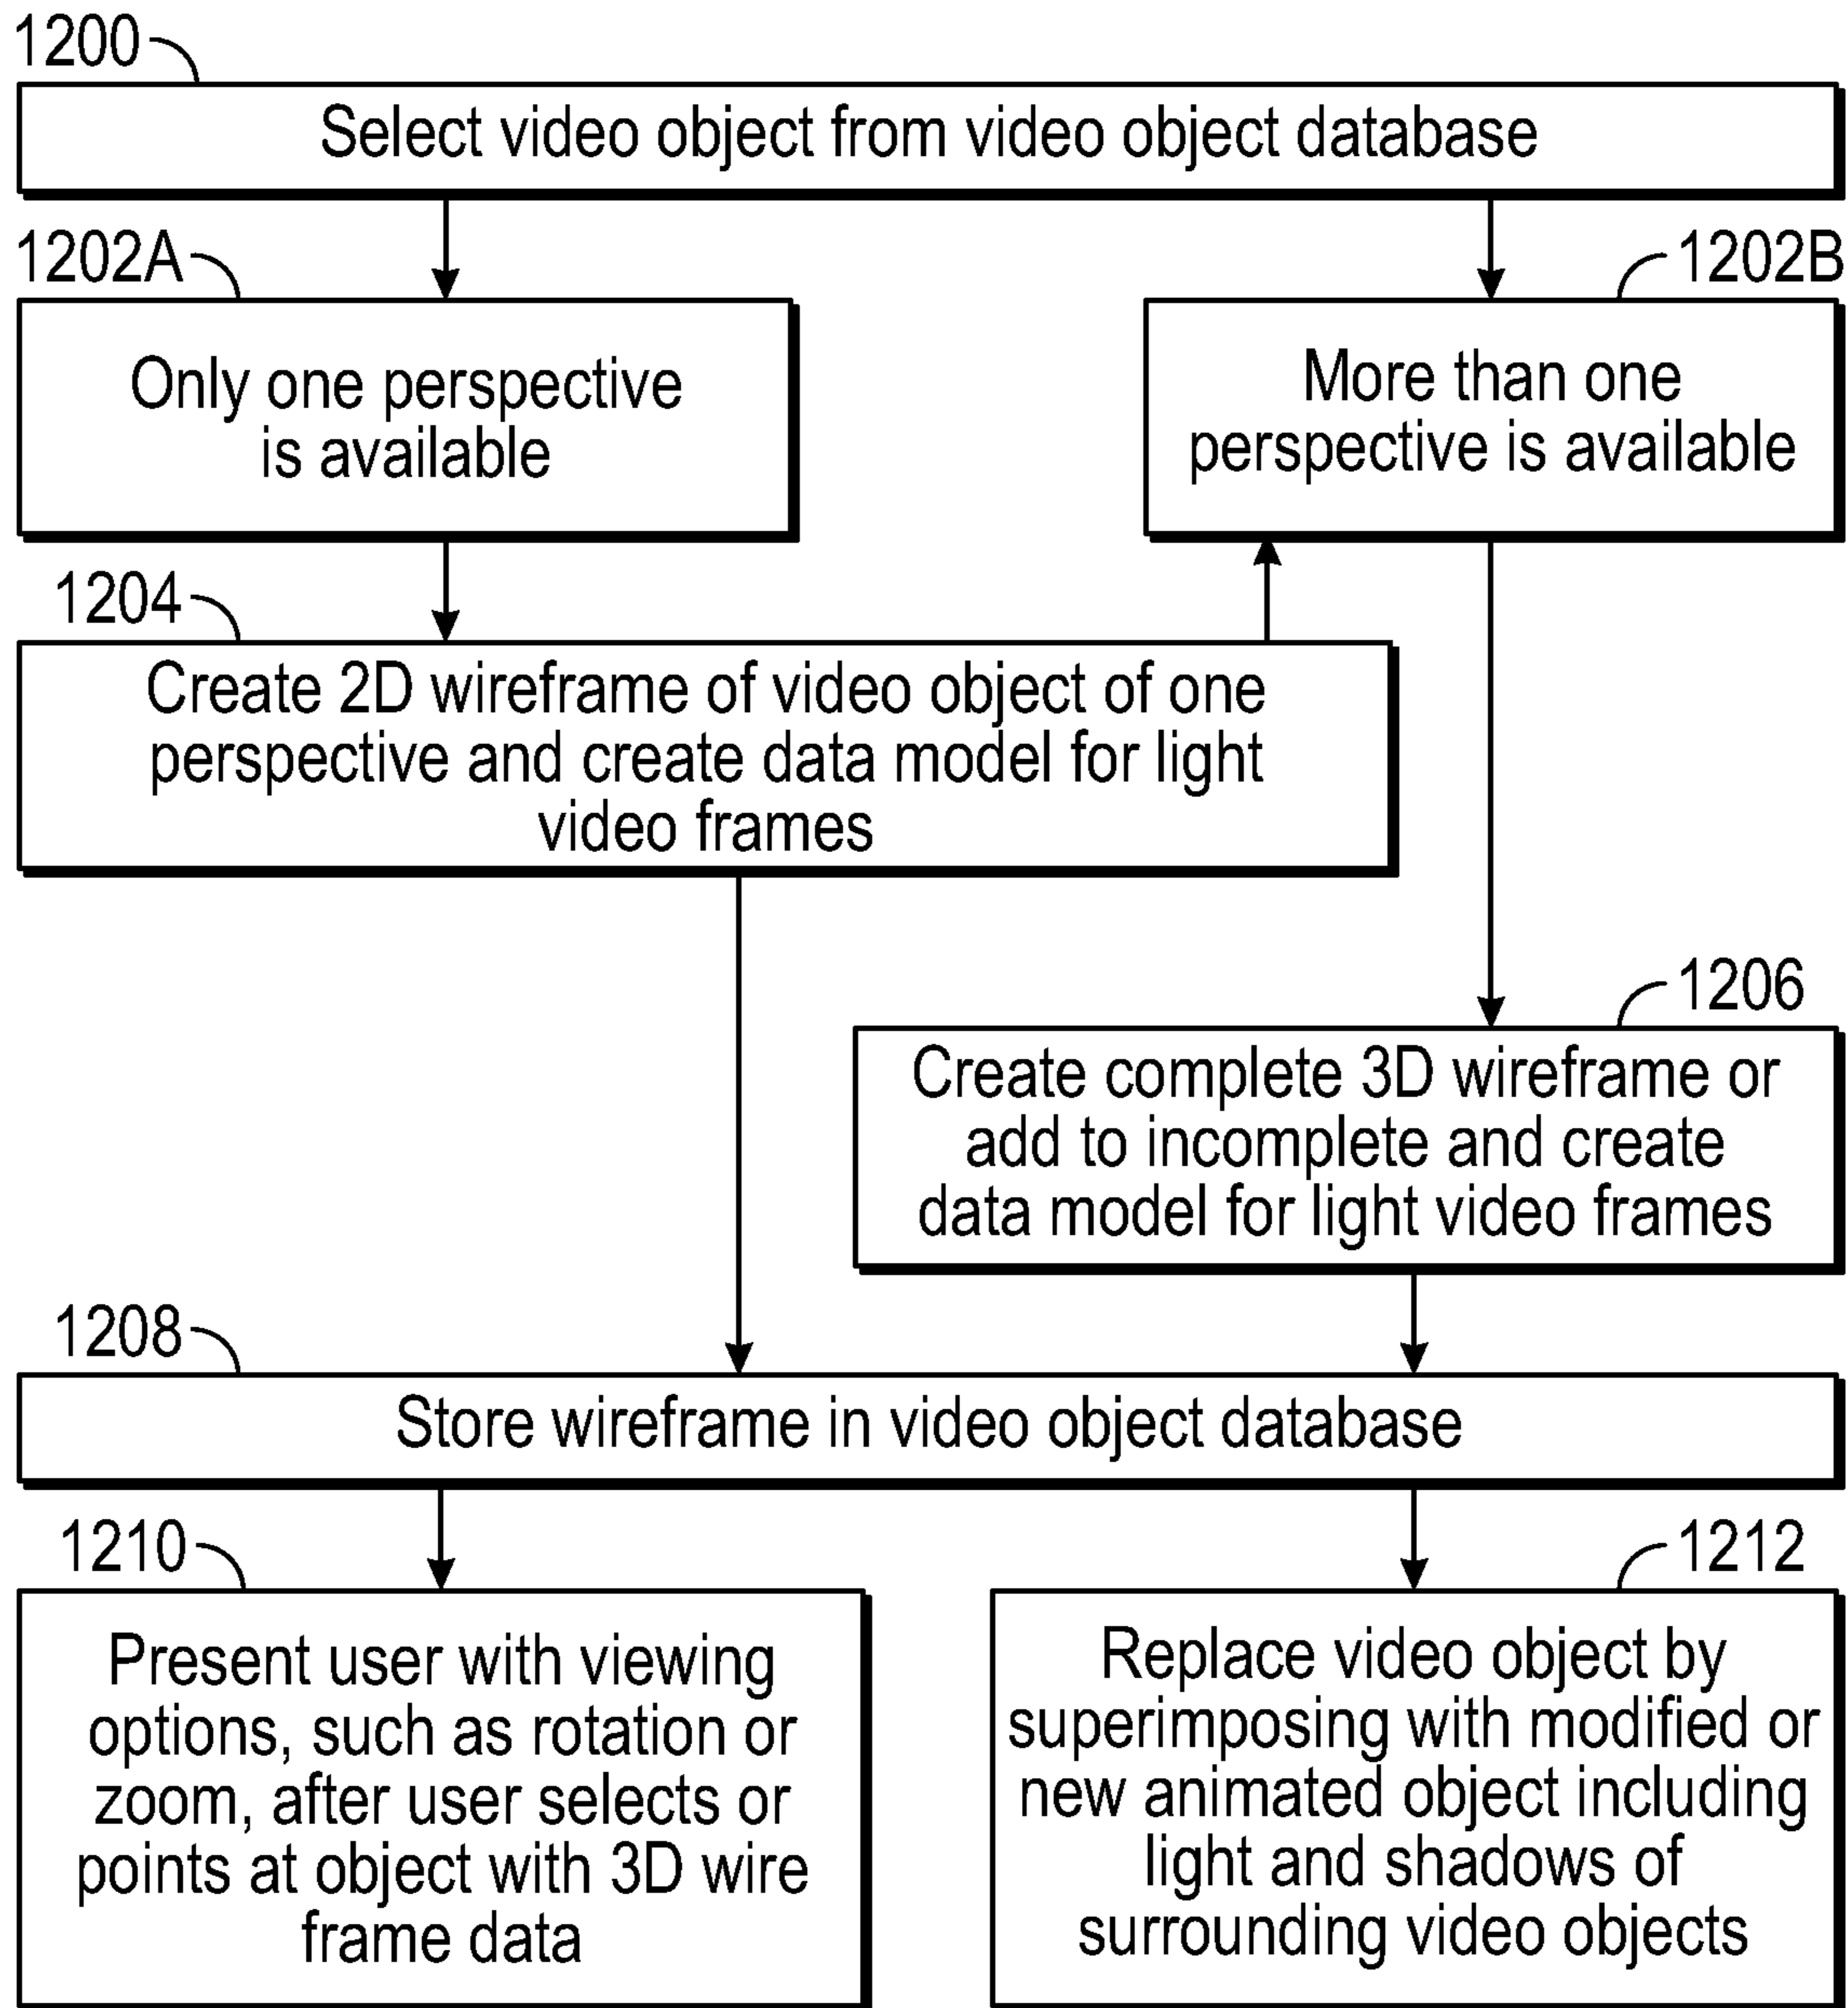 1200
Select video object from video object database
1202A
1202B
Only one perspective
is available
More than one
perspective is available
1204
Create 2D wireframe of video object of one
perspective and create data model for light
video frames
1206
Create complete 3D wireframe or
add to incomplete and create
data model for light video frames
1208
Store wireframe in video object database
1210
Present user with viewing
options, such as rotation or
zoom, after user selects or
points at object with 3D wire
frame data
1212
Replace video object by
superimposing with modified or
new animated object including
light and shadows of
surrounding video objects